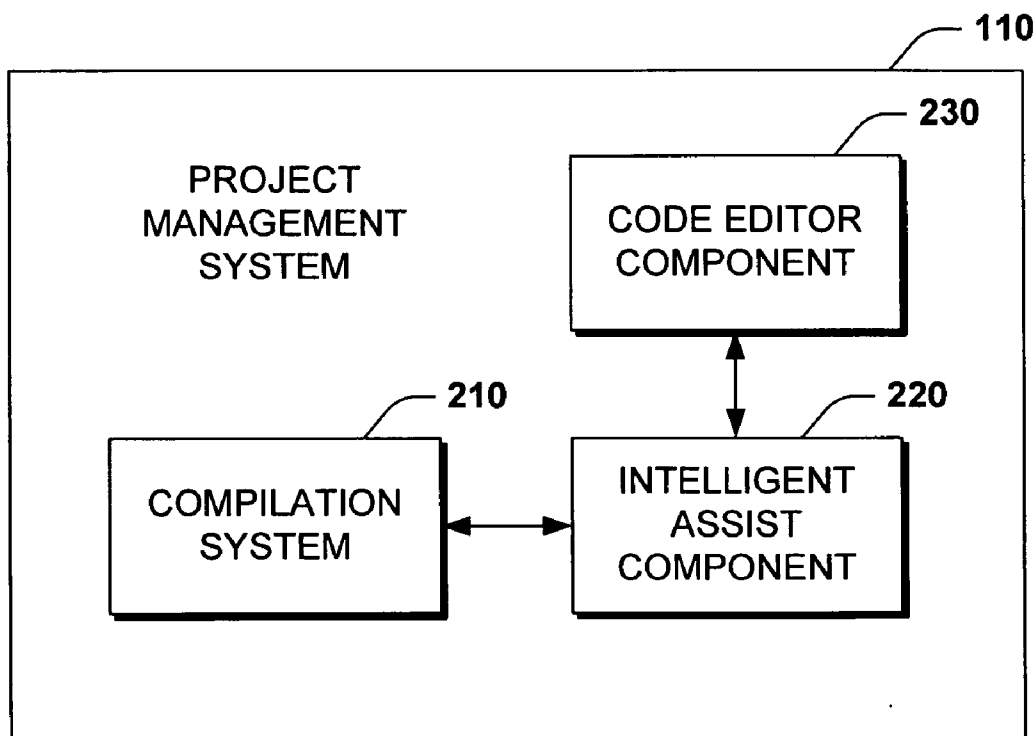 110
230
PROJECT
MANAGEMENT
SYSTEM
CODE EDITOR
COMPONENT
210
220
COMPILATION
SYSTEM
INTELLIGENT
ASSIST
COMPONENT